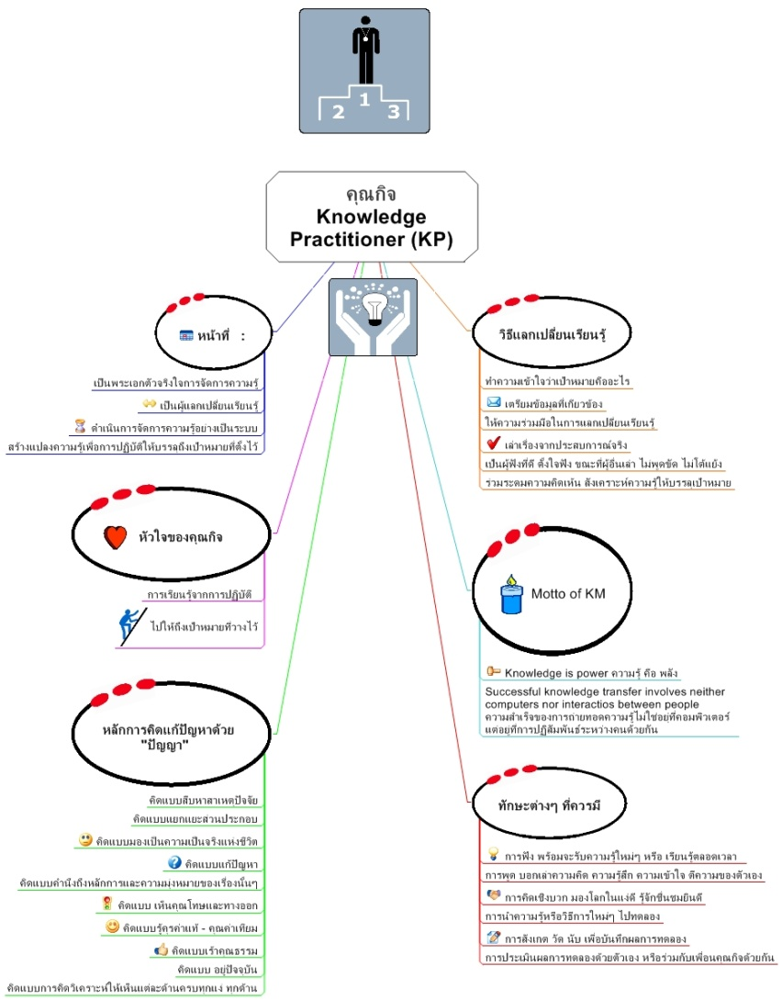 1
2
3
คุณกิจ
Knowledge
Practitioner (KP)
หน้าที่ :
เป็นพระเอกตัวจริงใจการจัดการความรู้
เป็นผู้แลกเปลี่ยนเรียนรู้
ดำเนินการจัดการความรู้อย่างเป็นระบบ
สร้างแปลงความรู้เพื่อการปฏิบัติให้บรรลุถึงเป้าหมายที่ตั้งไว้
หัวใจของคุณกิจ
การเรียนรู้จากการปฏิบัติ
ไปให้ถึงเป้าหมายที่วางไว้
หลักการคิดแก้ปัญหาด้วย
"ปัญญา"
คิดแบบสืบหาสาเหตุปัจจัย
คิดแบบแยกแยะส่วนประกอบ
คิดแบบมองเป็นความเป็นจริงแห่งชีวิต
คิดแบบแก้ปัญหา
คิดแบบคำนึงถึงหลักการและความมุ่งหมายของเรื่องนั้นๆ
คิดแบบ เห็นคุณโทษและทางออก
คิดแบบรู้คุรค่าแท้ - คุณค่าเทียม
คิดแบบเร้าคุณธรรม
คิดแบบ อยู่ปัจจุบัน
คิดแบบการคิดวิเคราะห์ให้เห็นแต่ละด้านครบทุกแง่ ทุกด้าน
วิธีแลกเปลี่ยนเรียนรู้
ทำความเข้าใจว่าเป้าหมายคืออะไร
เตรียมข้อมูลที่เกี่ยวข้อง
ให้ความร่วมมือในการแลกเปลี่ยนเรียนรู้
เล่าเรื่องจากประสบการณ์จริง
เป็นผู้ฟังที่ดี ตั้งใจฟัง ขณะที่ผู้อื่นเล่า ไม่พูดขัด ไม่โต้แย้ง
ร่วมระดมความคิดเห็น สังเคราะห์ความรู้ให้บรรลุเป้าหมาย
Motto of KM
Knowledge is power ความรู้ คือ พลัง
Successful knowledge transfer involves neither
computers nor interactios between people
ความสำเร็จของการถ่ายทอดความรู้ไม่ใช่อยู่ที่คอมพิวเตอร์
แต่อยู่ที่การปฏิสัมพันธ์ระหว่างคนด้วยกัน
ทักษะต่างๆ ที่ควรมี
การฟัง พร้อมจะรับความรู้ใหม่ๆ หรือ เรียนรู้ตลอดเวลา
การพูด บอกเล่าความคิด ความรู้สึก ความเข้าใจ ตีความของตัวเอง
การคิดเชิงบวก มองโลกในแง่ดี รู้จักชื่นชมยินดี
การนำความรู้หรือวิธีการใหม่ๆ ไปทดลอง
การสังเกต วัด นับ เพื่อบันทึกผลการทดลอง
การประเมินผลการทดลองด้วยตัวเอง หรือร่วมกับเพื่อนคุณกิจด้วยกัน